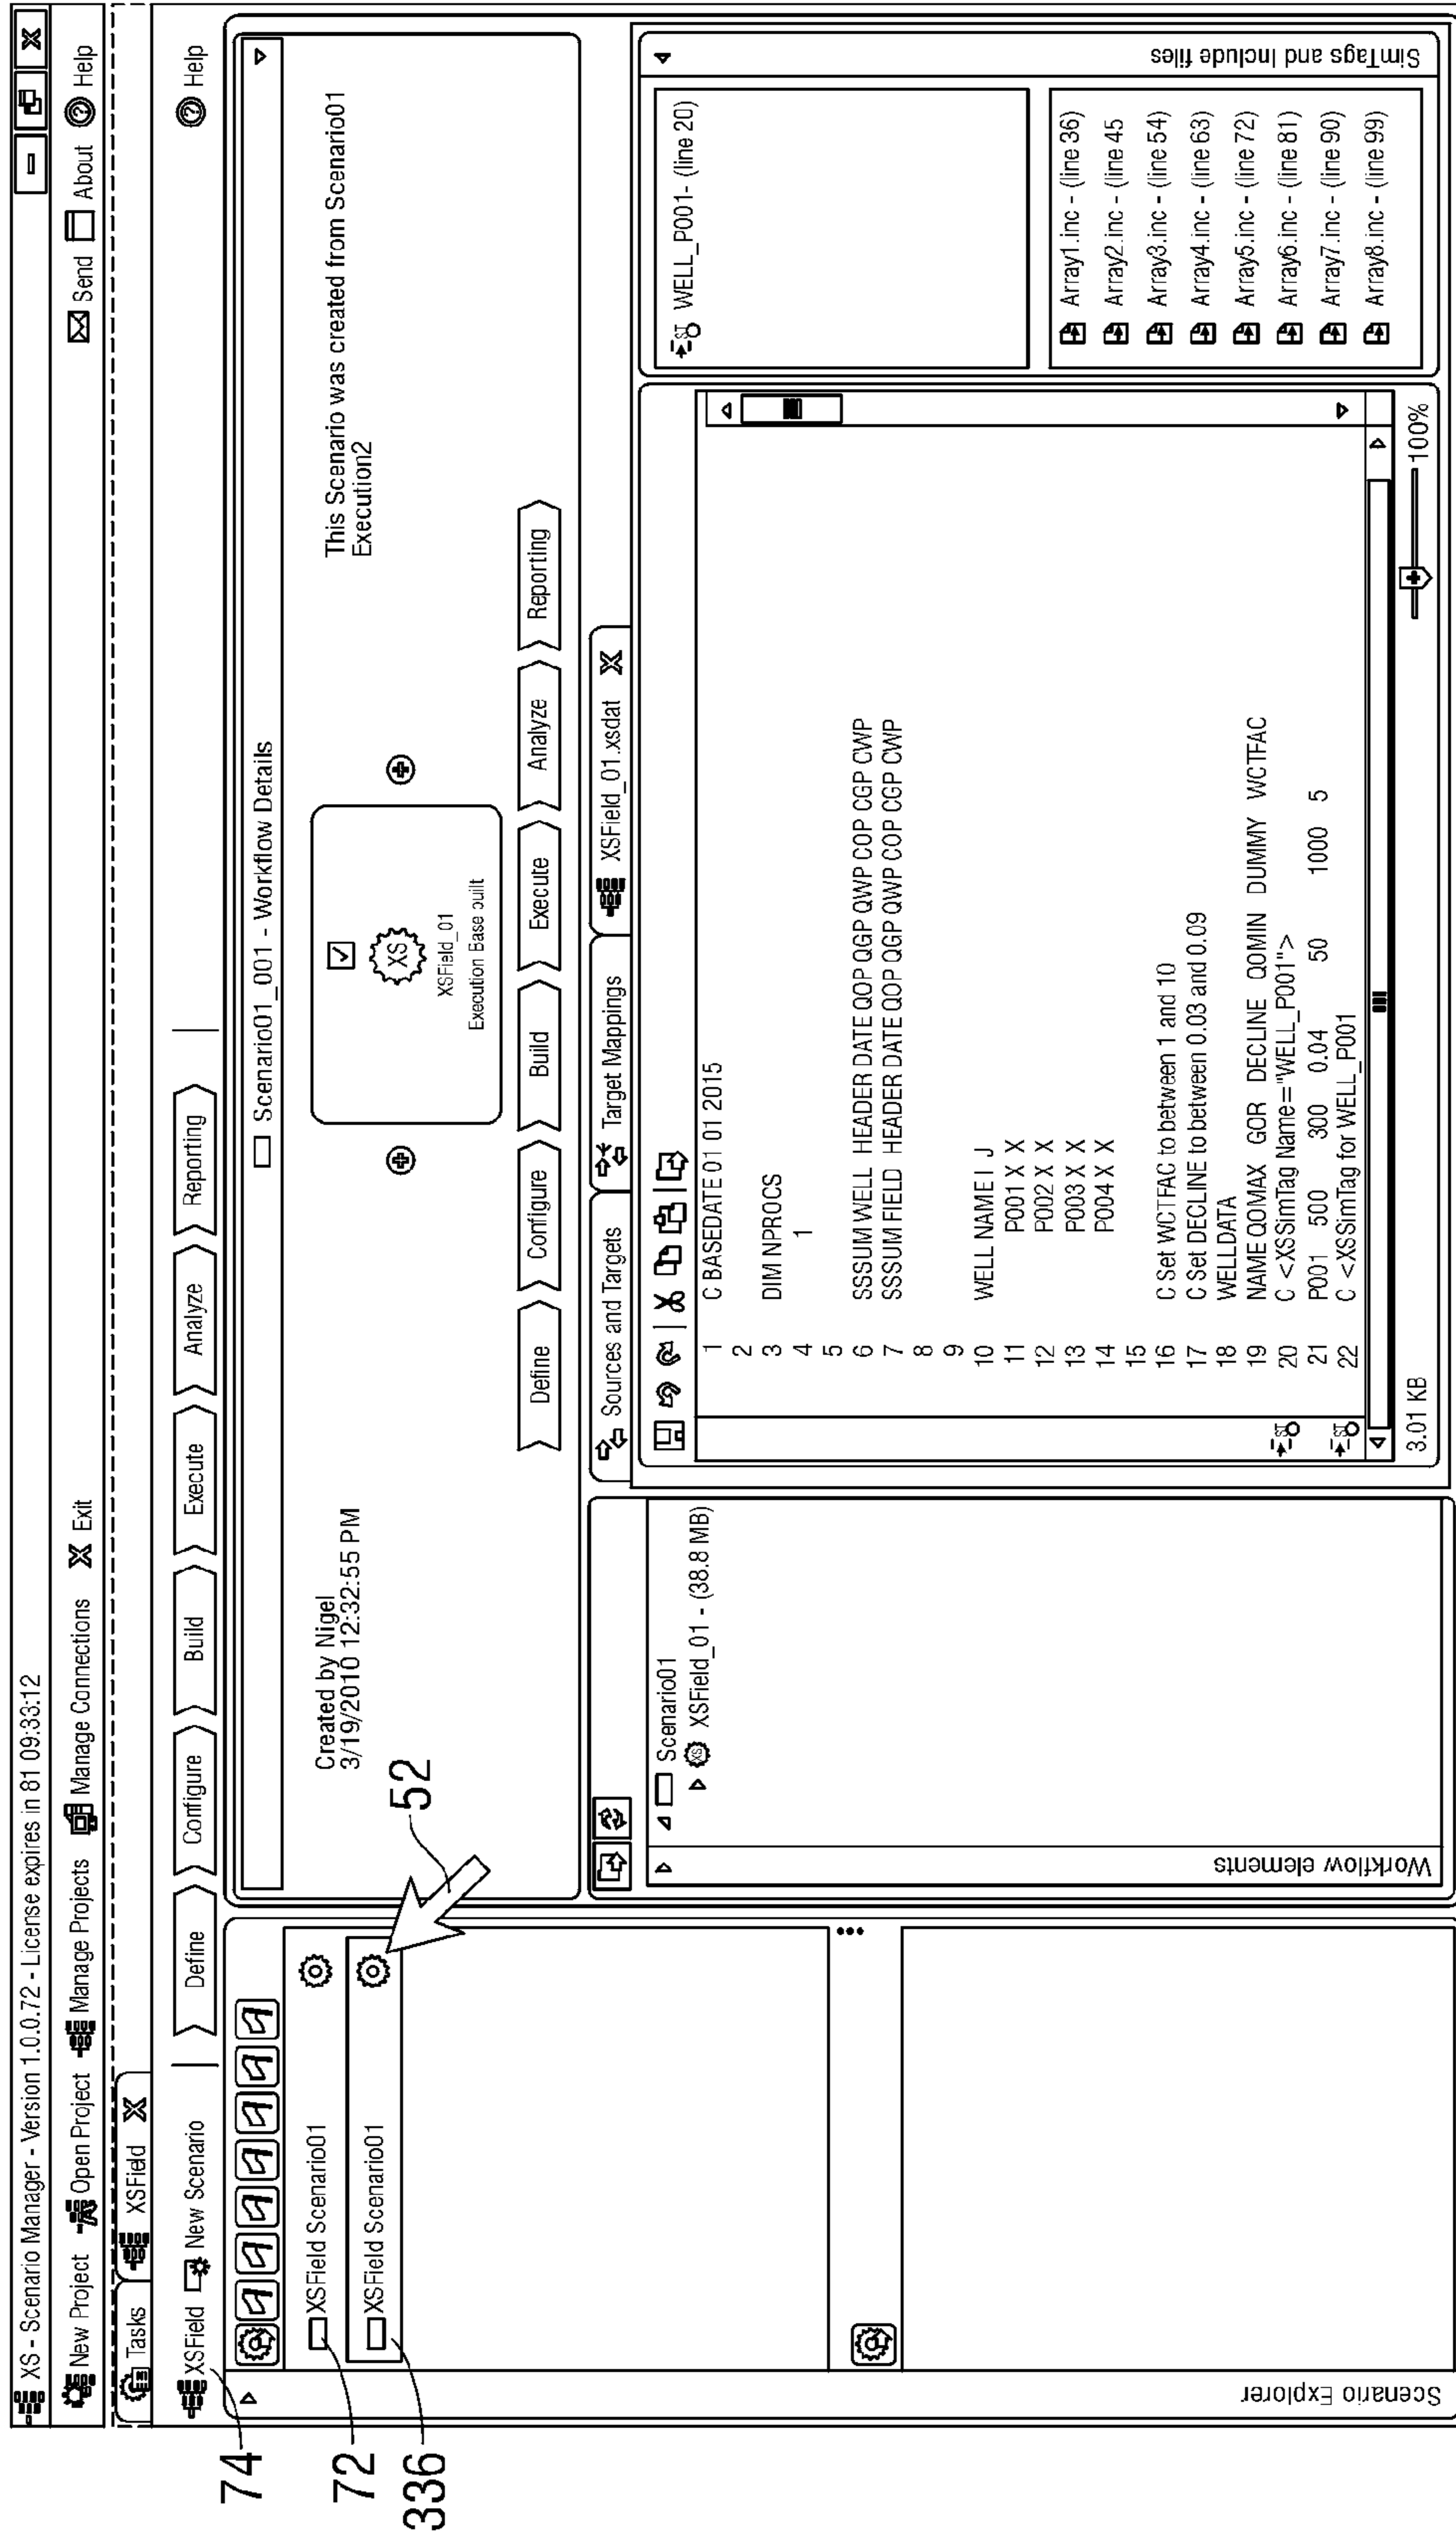 XS - Scenario Manager - Version 1.0.0.72 - License expires in 81 09:33:12
New Project Open Project Manage Projects Manage Connections X Exit Send About ? Help
Tasks XSField X
XSField New Scenario Define Configure Build Execute Analyze Reporting ? Help
74
Scenario Explorer
XSField Scenario01
72
XSField Scenario01
336
52
Scenario01_001 - Workflow Details
Created by Nigel
3/19/2010 12:32:55 PM
XS
XSField_01
Execution Base built
This Scenario was created from Scenario01
Execution2
Define Configure Build Execute Analyze Reporting
Workflow elements
Scenario01
XS XSField_01 - (38.8 MB)
Sources and Targets Target Mappings XSField_01.xsdat X
1 C BASEDATE 01 01 2015
2
3 DIM NPROCS
4 1
5
6 SSSUM WELL HEADER DATE QOP QGP QWP COP CGP CWP
7 SSSUM FIELD HEADER DATE QOP QGP QWP COP CGP CWP
8
9
10 WELL NAME I J
11 P001 X X
12 P002 X X
13 P003 X X
14 P004 X X
15
16 C Set WCTFAC to between 1 and 10
17 C Set DECLINE to between 0.03 and 0.09
18 WELLDATA
19 NAME QOMAX GOR DECLINE QOMIN DUMMY WCTFAC
ST 20 C <XSSimTag Name="WELL_P001">
21 P001 500 300 0.04 50 1000 5
ST 22 C <XSSimTag for WELL_P001
3.01 KB
100%
SimTags and Include files
ST WELL_P001- (line 20)
Array1.inc - (line 36)
Array2.inc - (line 45
Array3.inc - (line 54)
Array4.inc - (line 63)
Array5.inc - (line 72)
Array6.inc - (line 81)
Array7.inc - (line 90)
Array8.inc - (line 99)